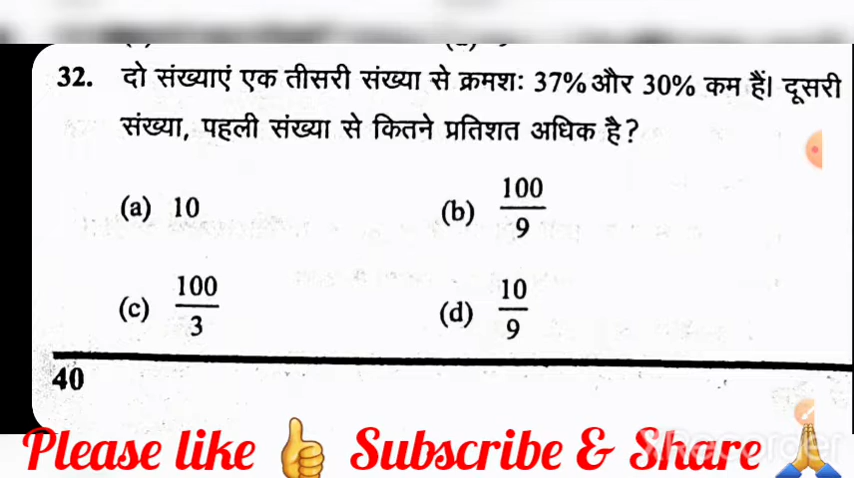 32. दो संख्याएं एक तीसरी संख्या से क्रमश: 37% और 30% कम हैं। दूसरी
संख्या, पहली संख्या से कितने प्रतिशत अधिक है?
(a) 10 (b) 100/9
(c) 100/3 (d) 10/9
40
Please like 👍 Subscribe & Share 🙏
XRecorder